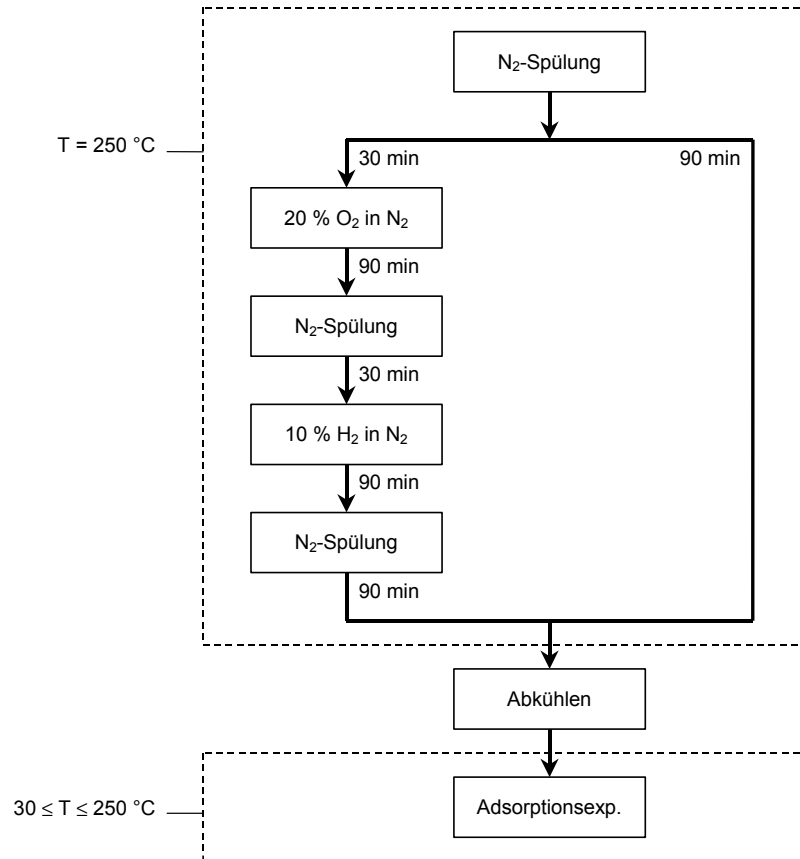 N₂-Spülung
T = 250 °C
30 min
90 min
20 % O₂ in N₂
90 min
N₂-Spülung
30 min
10 % H₂ in N₂
90 min
N₂-Spülung
90 min
Abkühlen
30 ≤ T ≤ 250 °C
Adsorptionsexp.